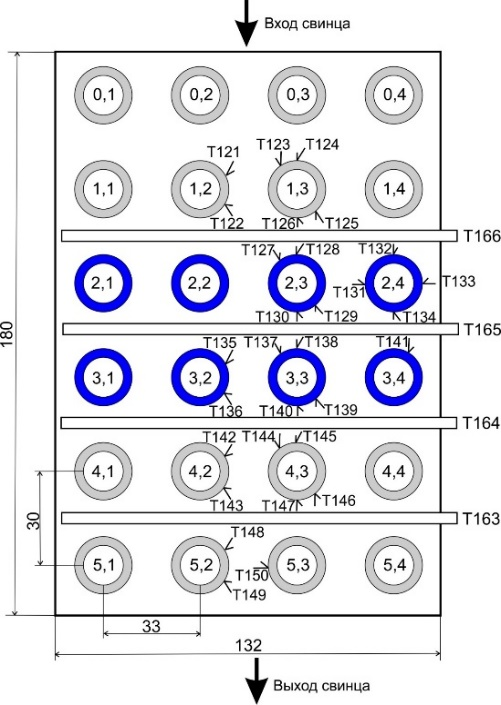 Вход свинца
0,1 0,2 0,3 0,4
T121 T123 T124
1,1 1,2 1,3 1,4
T122 T126 T125
T166
T127 T128 T132
2,1 2,2 2,3 2,4 T131 T133
T130 T129 T134
T165
T135 T137 T138 T141
3,1 3,2 3,3 3,4
T136 T140 T139
T164
T142 T144 T145
4,1 4,2 4,3 4,4
T143 T147 T146
T163
T148
5,1 5,2 T150 5,3 5,4
T149
180
30
33
132
Выход свинца